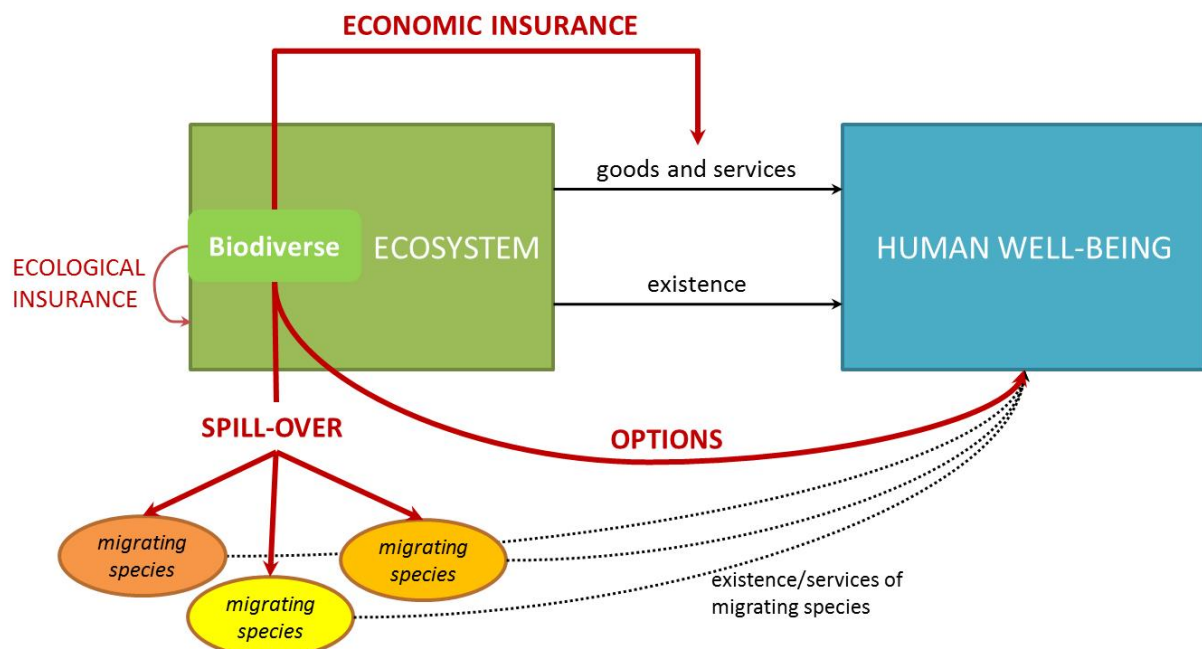 ECONOMIC INSURANCE
goods and services
Biodiverse
ECOSYSTEM
HUMAN WELL-BEING
ECOLOGICAL
INSURANCE
existence
SPILL-OVER
OPTIONS
migrating
species
migrating
species
migrating
species
existence/services of
migrating species